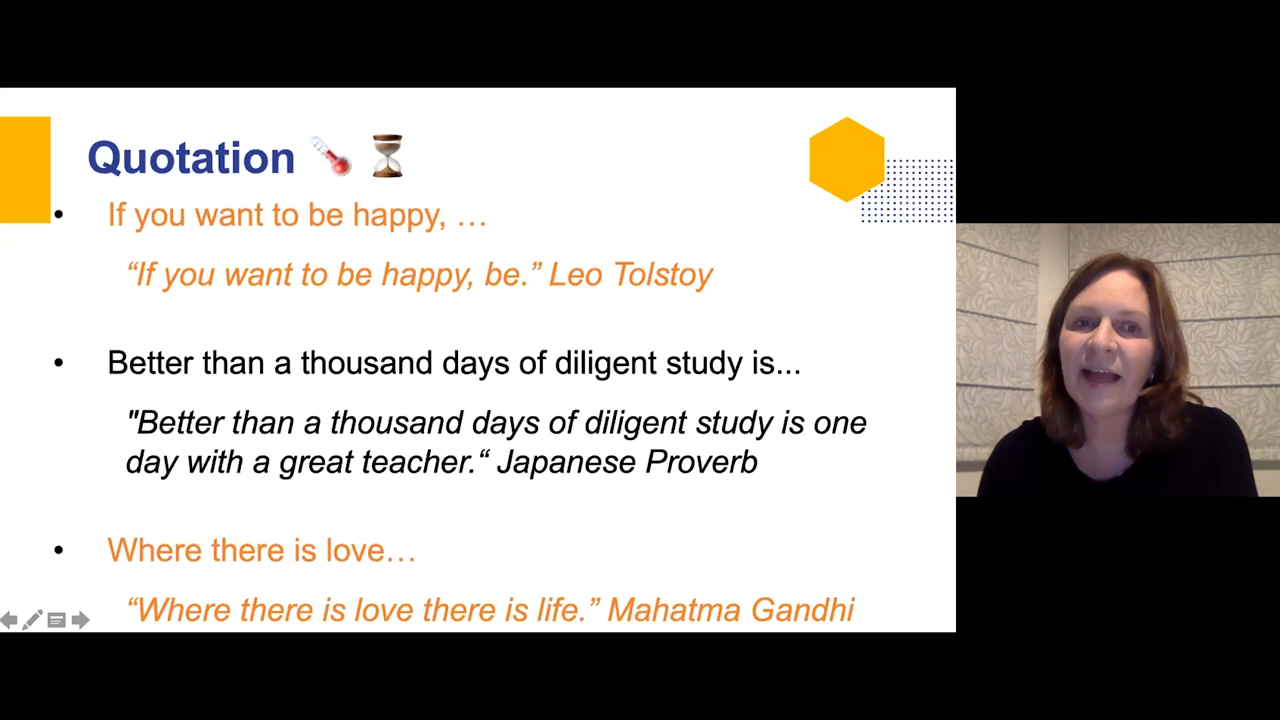 Quotation
• If you want to be happy, …
“If you want to be happy, be.” Leo Tolstoy
• Better than a thousand days of diligent study is...
"Better than a thousand days of diligent study is one
day with a great teacher.“ Japanese Proverb
• Where there is love…
“Where there is love there is life.” Mahatma Gandhi